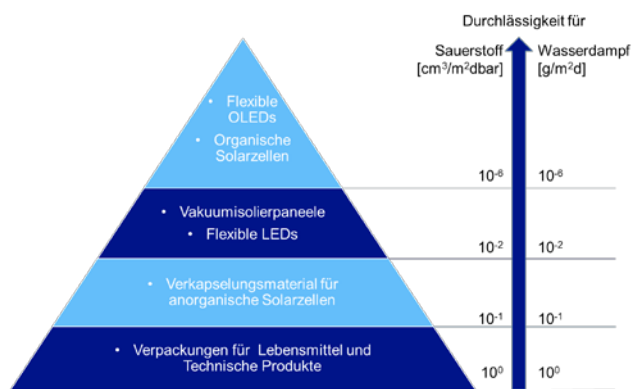 Durchlässigkeit für
Sauerstoff
[cm³/m²dbar]
Wasserdampf
[g/m²d]
• Flexible
OLEDs
• Organische
Solarzellen
10⁻⁶ 10⁻⁶
• Vakuumisolierpaneele
• Flexible LEDs
10⁻² 10⁻²
• Verkapselungsmaterial für
anorganische Solarzellen
10⁻¹ 10⁻¹
• Verpackungen für Lebensmittel und
Technische Produkte
10⁰ 10⁰